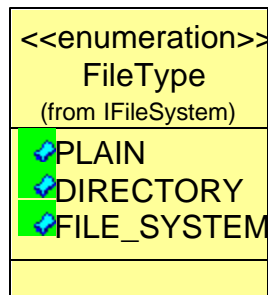 <<enumeration>>
FileType
(from IFileSystem)
PLAIN
DIRECTORY
FILE_SYSTEM